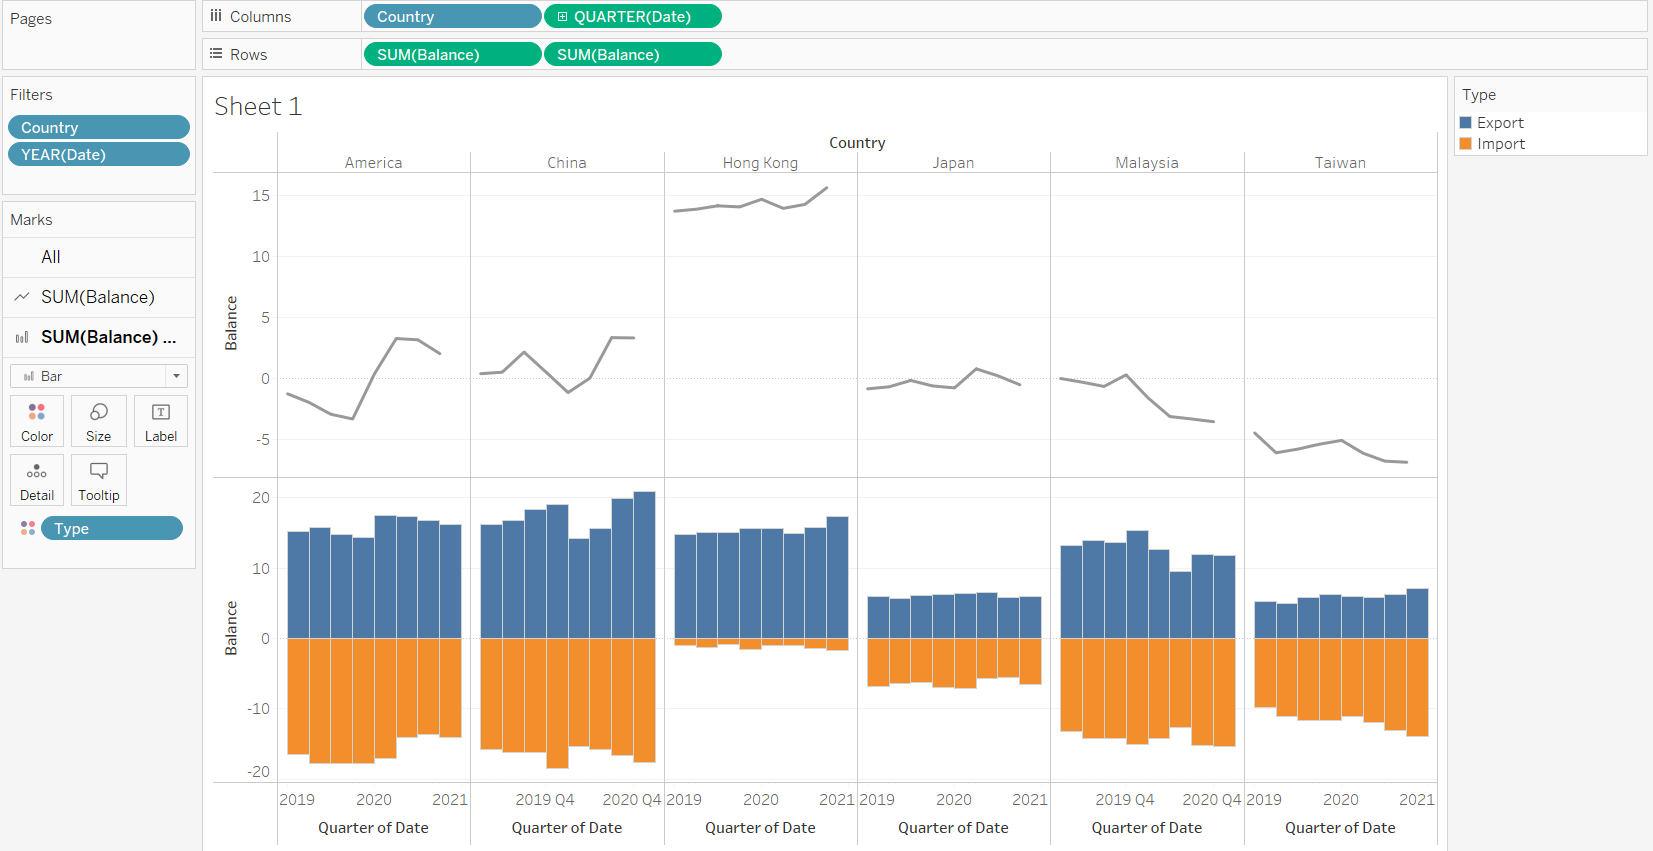 Pages
Columns
Country
QUARTER(Date)
Rows
SUM(Balance)
SUM(Balance)
Filters
Country
YEAR(Date)
Marks
All
SUM(Balance)
SUM(Balance) ...
Bar
Color
Size
T
Label
Detail
Tooltip
Type
Sheet 1
Country
America
China
Hong Kong
Japan
Malaysia
Taiwan
15
10
5
0
-5
Balance
20
10
0
-10
-20
Balance
2019 2020 2021
2019 Q4 2020 Q4
2019 2020 2021
2019 2020 2021
2019 Q4 2020 Q4
2019 2020 2021
Quarter of Date
Quarter of Date
Quarter of Date
Quarter of Date
Quarter of Date
Quarter of Date
Type
Export
Import